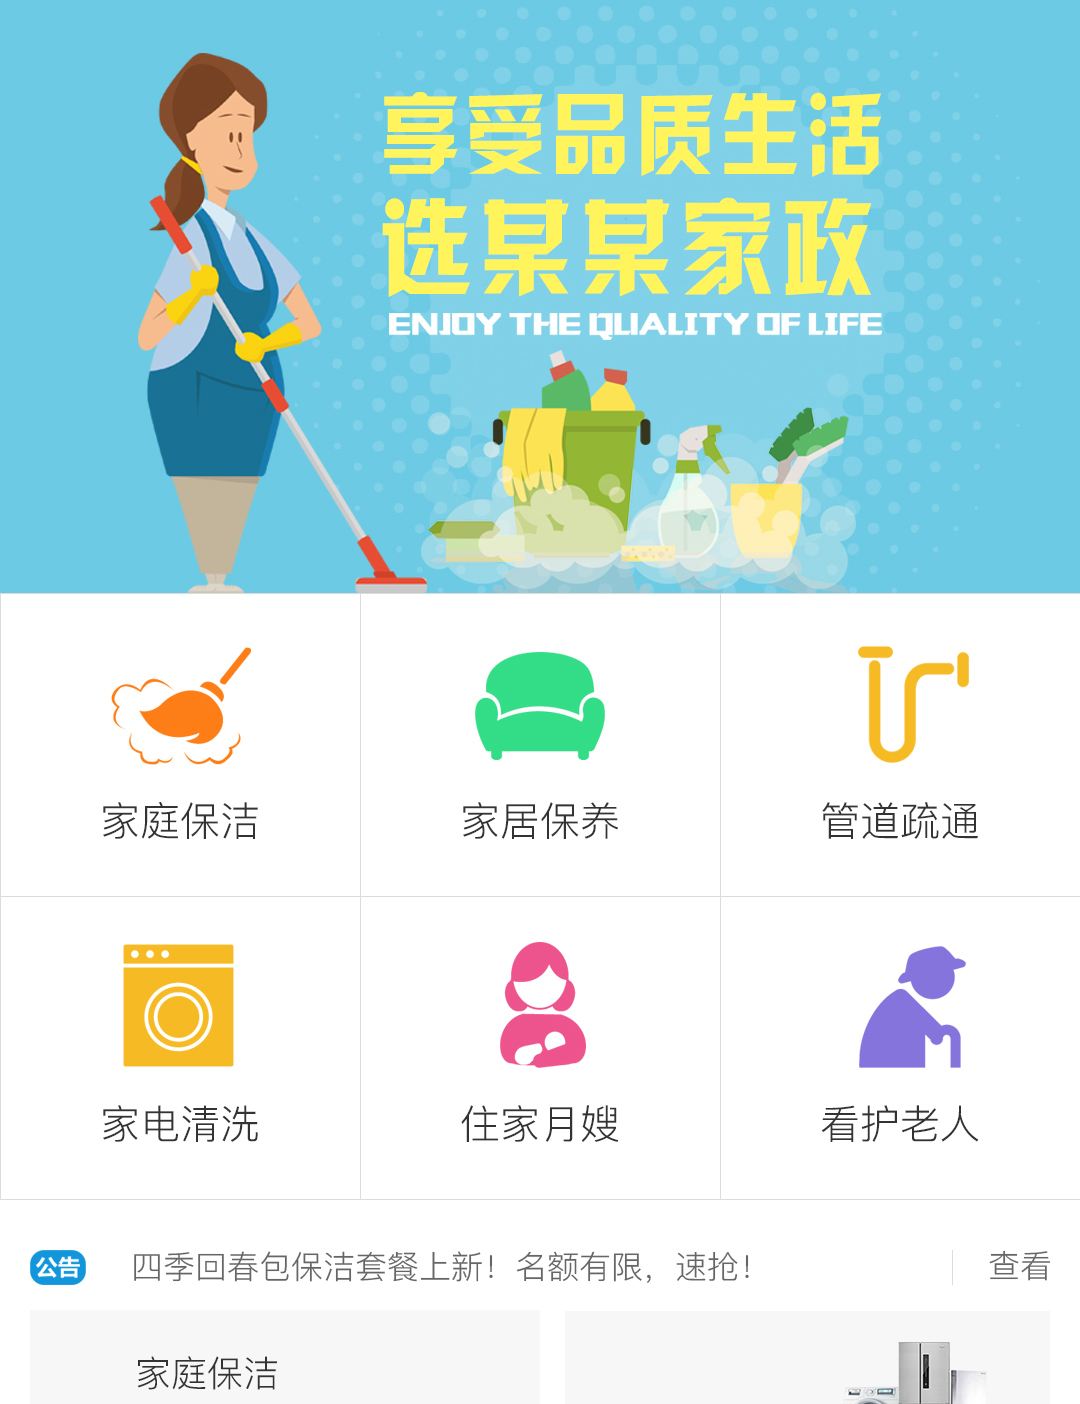 享受品质生活
选某某家政
ENJOY THE QUALITY OF LIFE
家庭保洁
家居保养
管道疏通
家电清洗
住家月嫂
看护老人
公告 四季回春包保洁套餐上新！名额有限，速抢！ 查看
家庭保洁